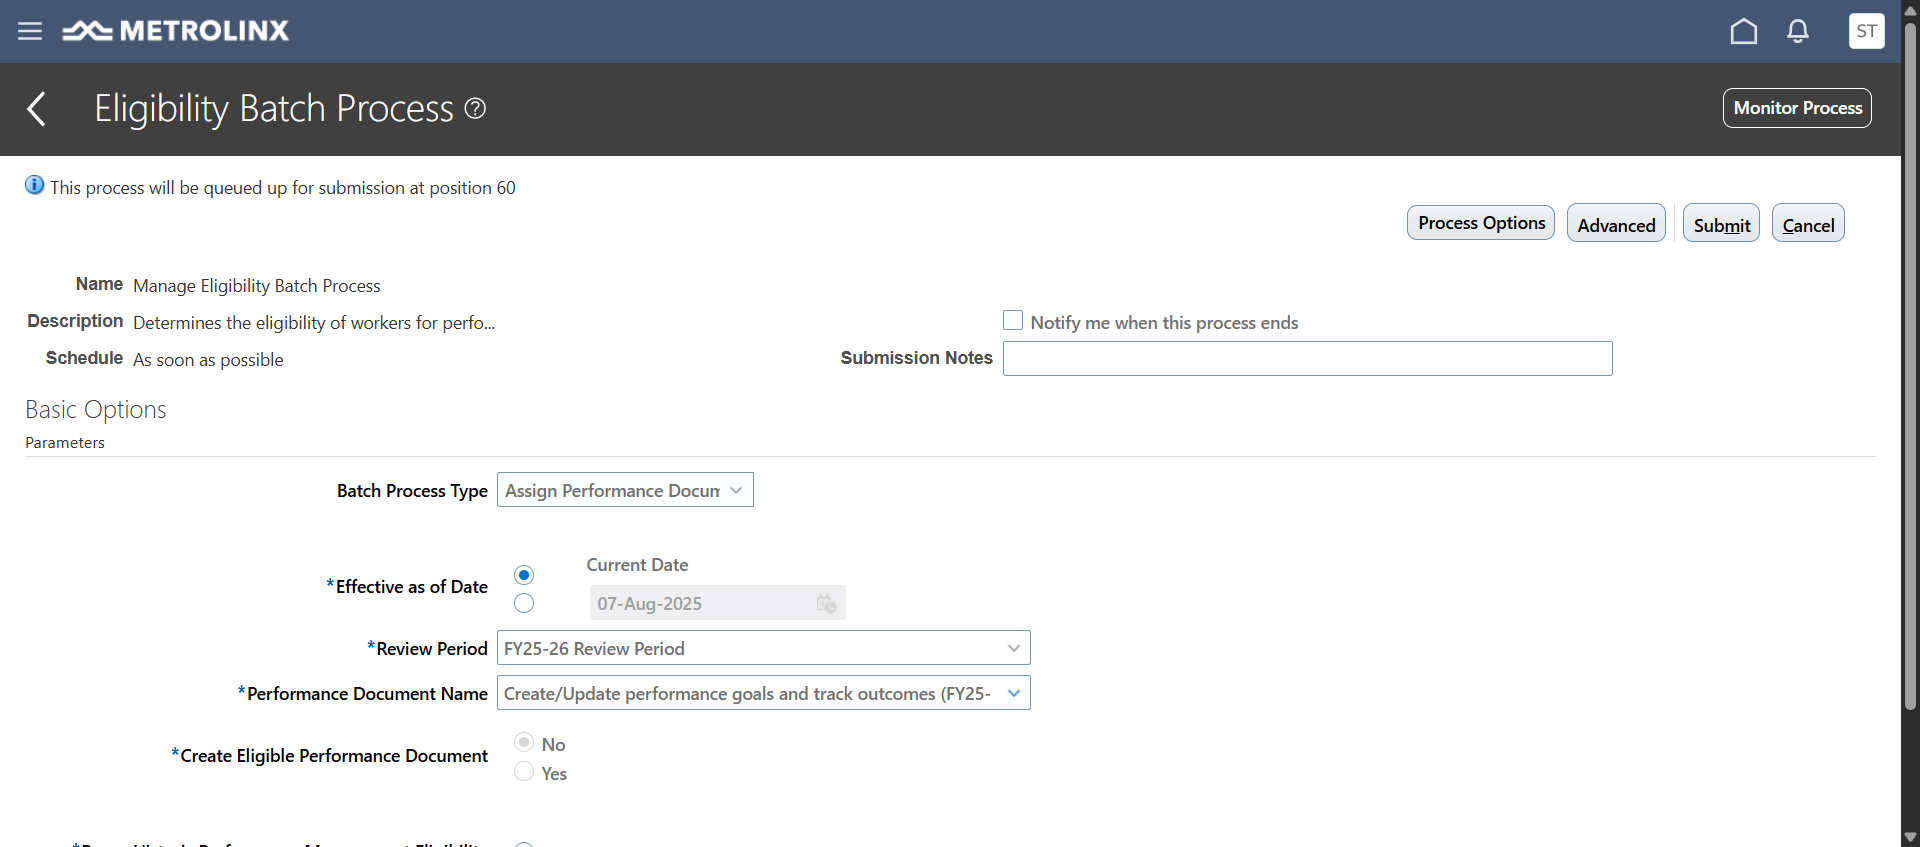 METROLINX
ST
Eligibility Batch Process
Monitor Process
This process will be queued up for submission at position 60
Process Options
Advanced
Submit
Cancel
Name Manage Eligibility Batch Process
Description Determines the eligibility of workers for perfo...
Notify me when this process ends
Schedule As soon as possible
Submission Notes
Basic Options
Parameters
Batch Process Type Assign Performance Docum
Current Date
*Effective as of Date
07-Aug-2025
*Review Period FY25-26 Review Period
*Performance Document Name Create/Update performance goals and track outcomes (FY25-
No
*Create Eligible Performance Document
Yes